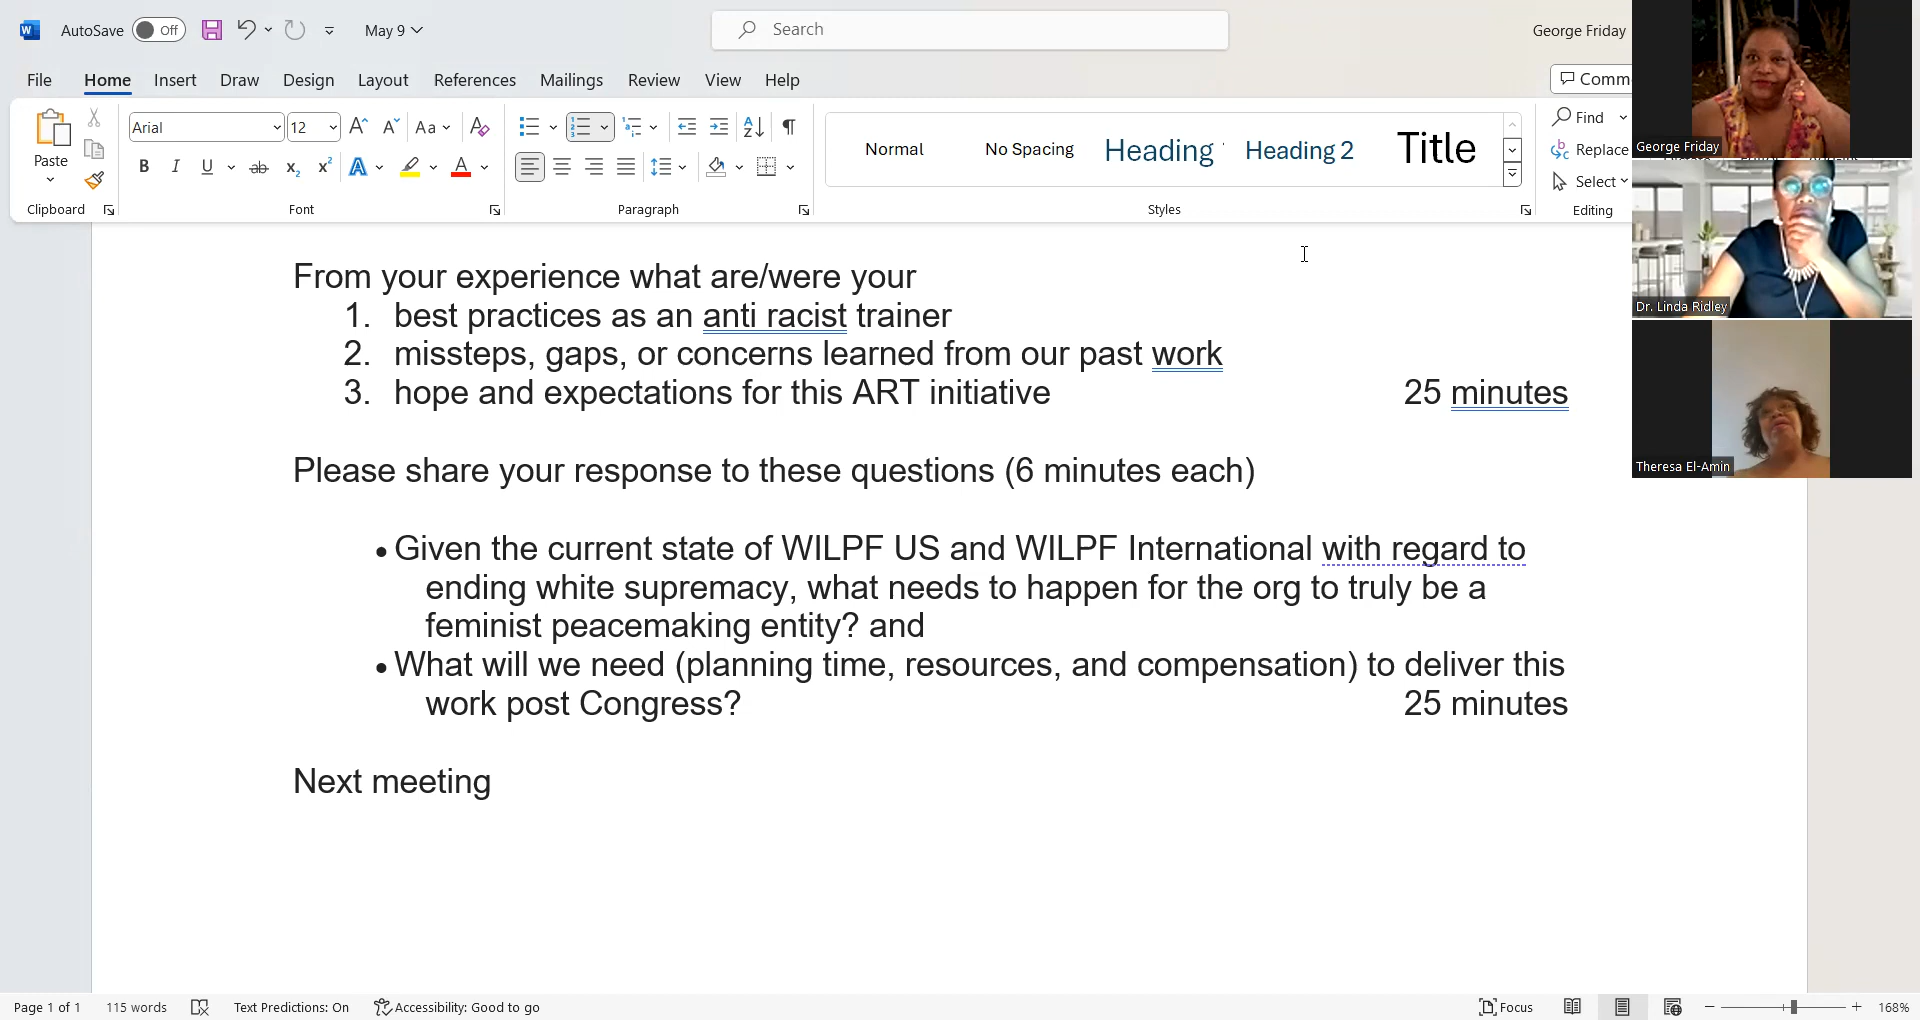 AutoSave Off May 9 Search George Friday
File Home Insert Draw Design Layout References Mailings Review View Help
Paste
Clipboard
Arial 12
Aa
Font
Paragraph
Normal No Spacing Heading Heading 2 Title
Styles
Find
Replace
Select
Editing
George Friday
Dr. Linda Ridley
Theresa El-Amin
From your experience what are/were your
1. best practices as an anti racist trainer
2. missteps, gaps, or concerns learned from our past work
3. hope and expectations for this ART initiative 25 minutes
Please share your response to these questions (6 minutes each)
• Given the current state of WILPF US and WILPF International with regard to
ending white supremacy, what needs to happen for the org to truly be a
feminist peacemaking entity? and
• What will we need (planning time, resources, and compensation) to deliver this
work post Congress? 25 minutes
Next meeting
Page 1 of 1 115 words Text Predictions: On Accessibility: Good to go Focus 168%